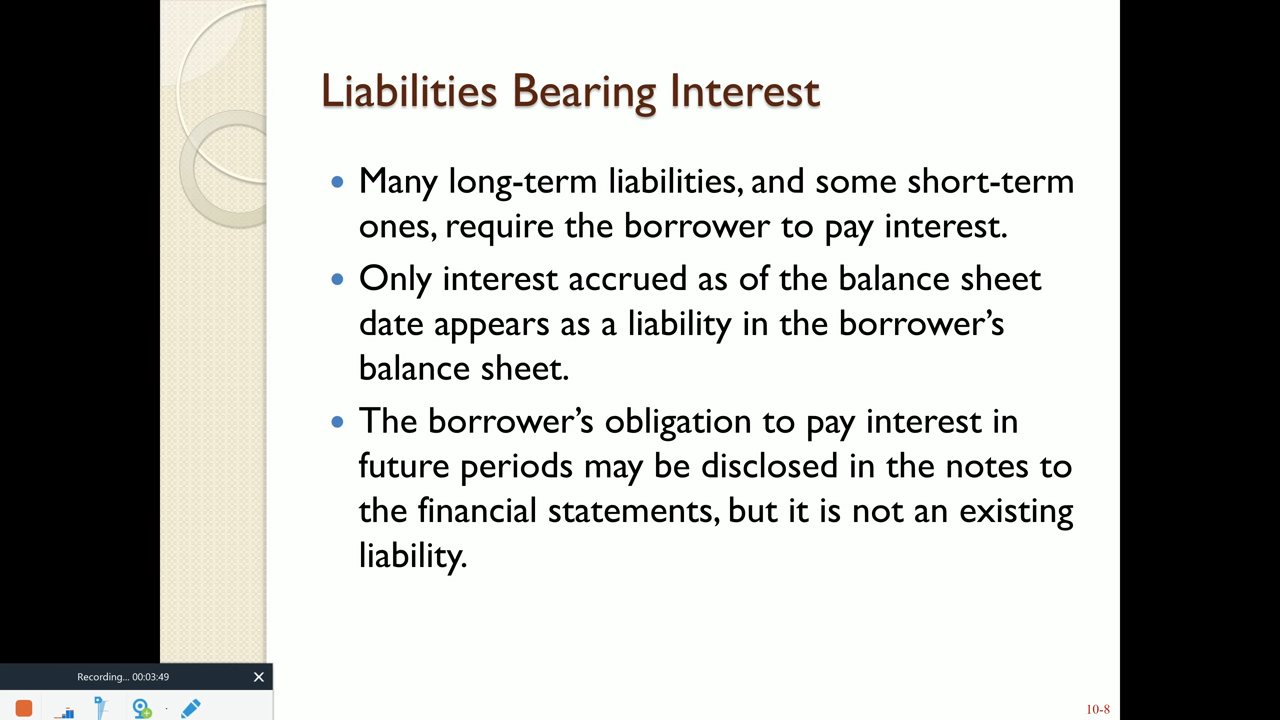 Liabilities Bearing Interest
• Many long-term liabilities, and some short-term
ones, require the borrower to pay interest.
• Only interest accrued as of the balance sheet
date appears as a liability in the borrower’s
balance sheet.
• The borrower’s obligation to pay interest in
future periods may be disclosed in the notes to
the financial statements, but it is not an existing
liability.
Recording... 00:03:49
10-8